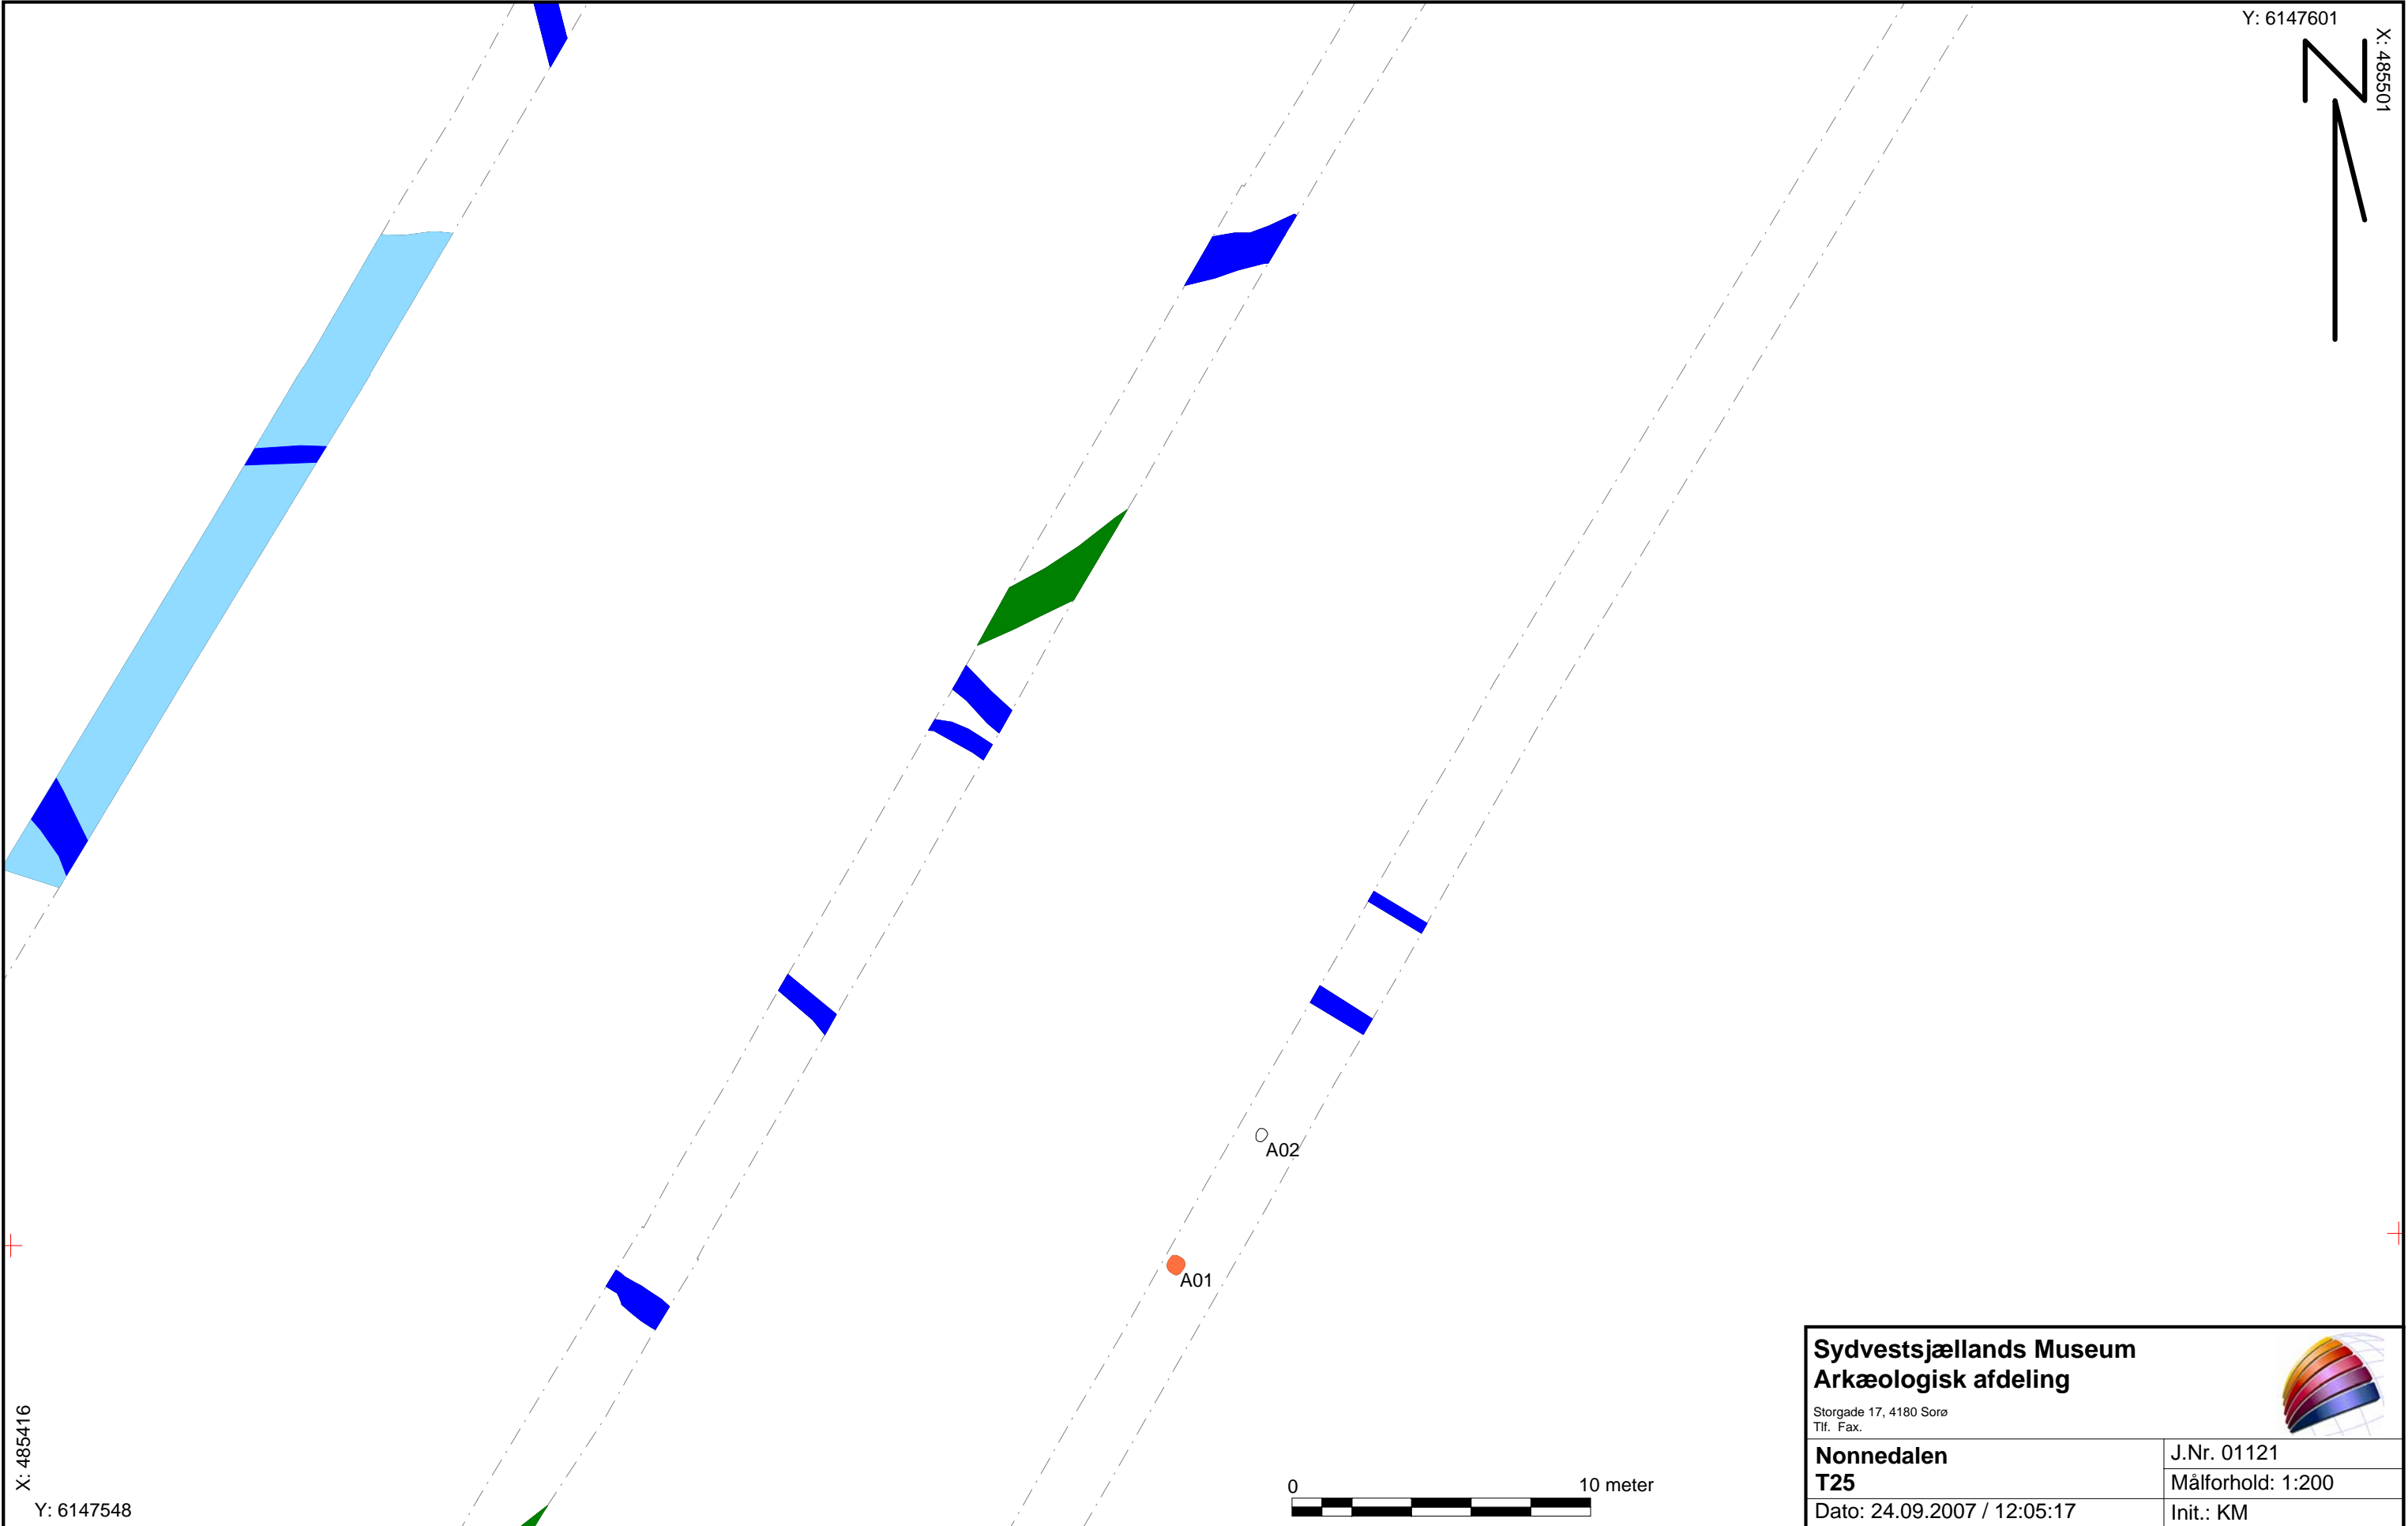 Y: 6147601
X: 485501
A02
A01
X: 485416
Y: 6147548
0
10 meter
Sydvestsjællands Museum
Arkæologisk afdeling
Storgade 17, 4180 Sorø
Tlf. Fax.
Nonnedalen
T25
J.Nr. 01121
Målforhold: 1:200
Dato: 24.09.2007 / 12:05:17
Init.: KM